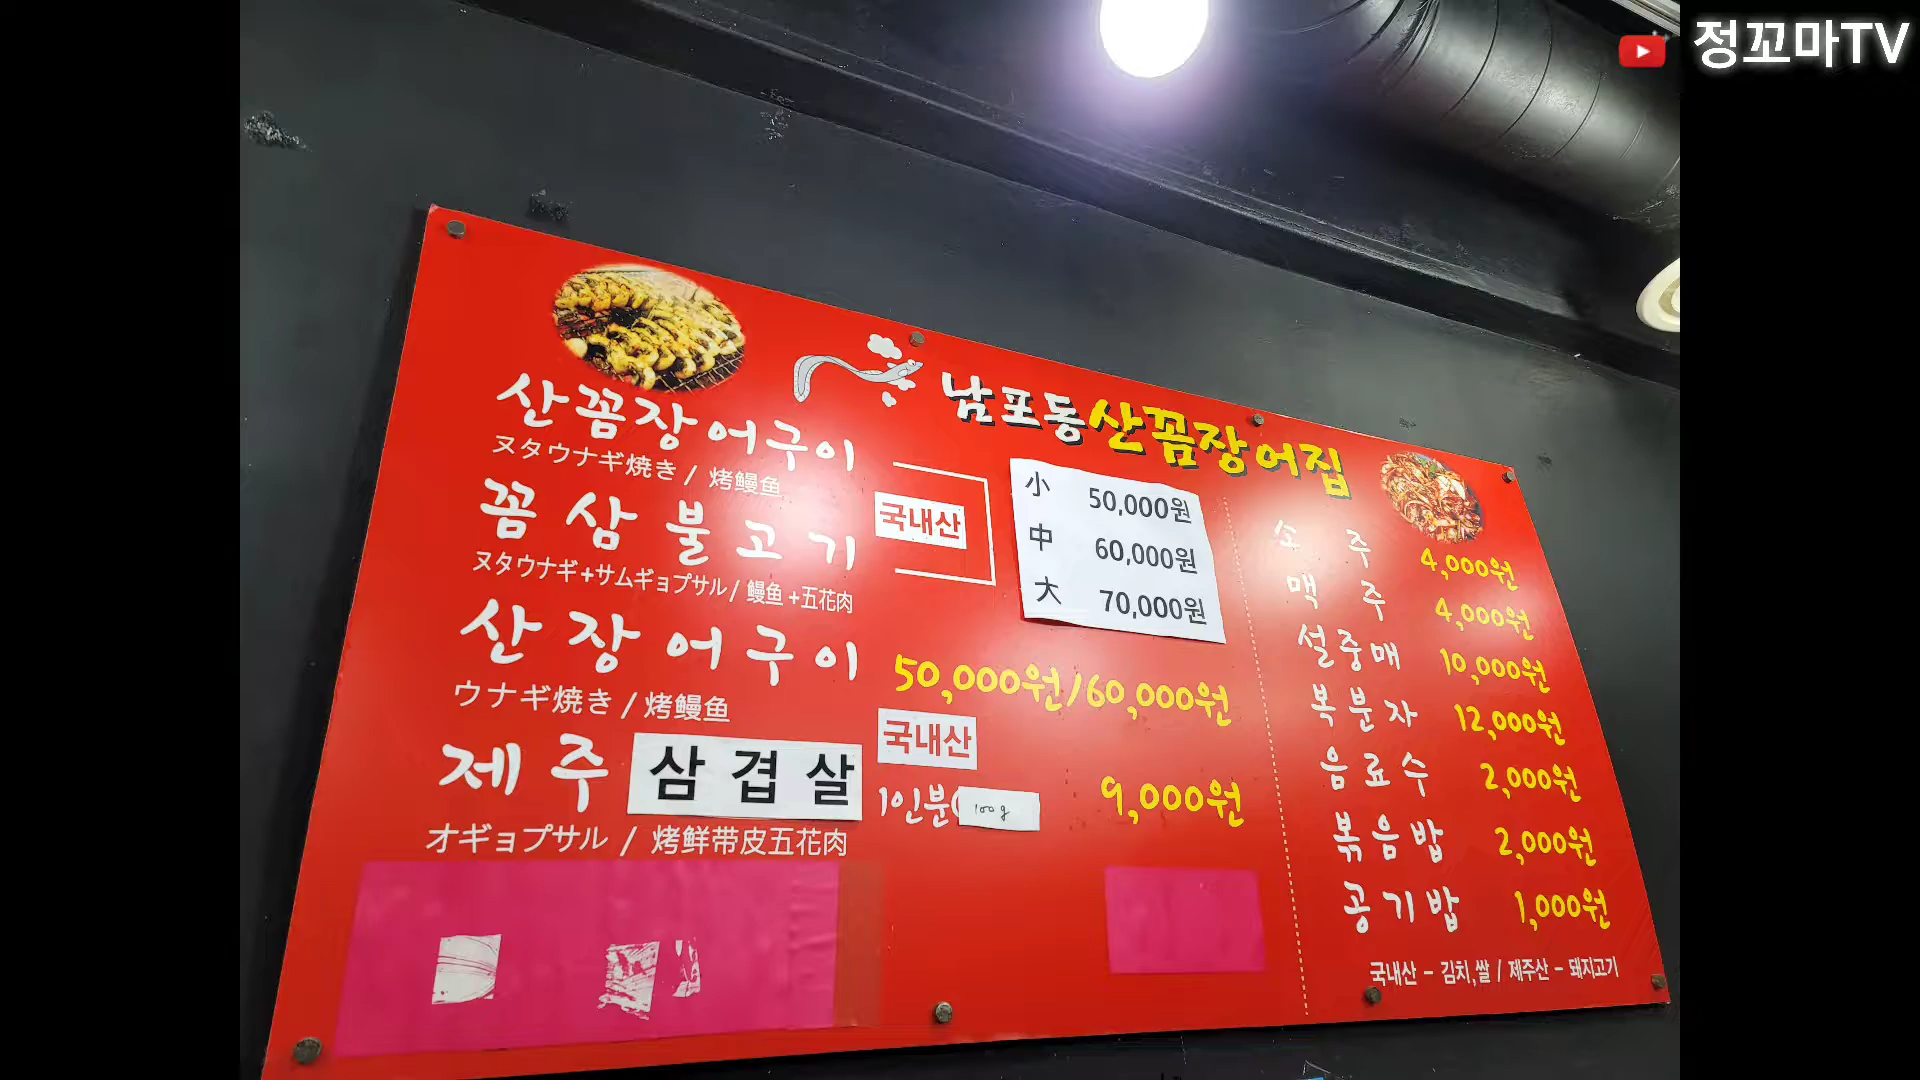 정꼬마TV
남포동산꼼장어집
산꼼장어구이
ヌタウナギ焼き / 烤鳗鱼
꼼삼불고기
ヌタウナギ+サムギョプサル / 鳗鱼+五花肉
국내산
小 50,000원
中 60,000원
大 70,000원
산장어구이 50,000원/60,000원
ウナギ焼き / 烤鳗鱼
국내산
제주 삼겹살 1인분( 100g 9,000원
オギョプサル / 烤鲜带皮五花肉
소주 4,000원
맥주 4,000원
설중매 10,000원
복분자 12,000원
음료수 2,000원
볶음밥 2,000원
공기밥 1,000원
국내산 - 김치,쌀 / 제주산 - 돼지고기